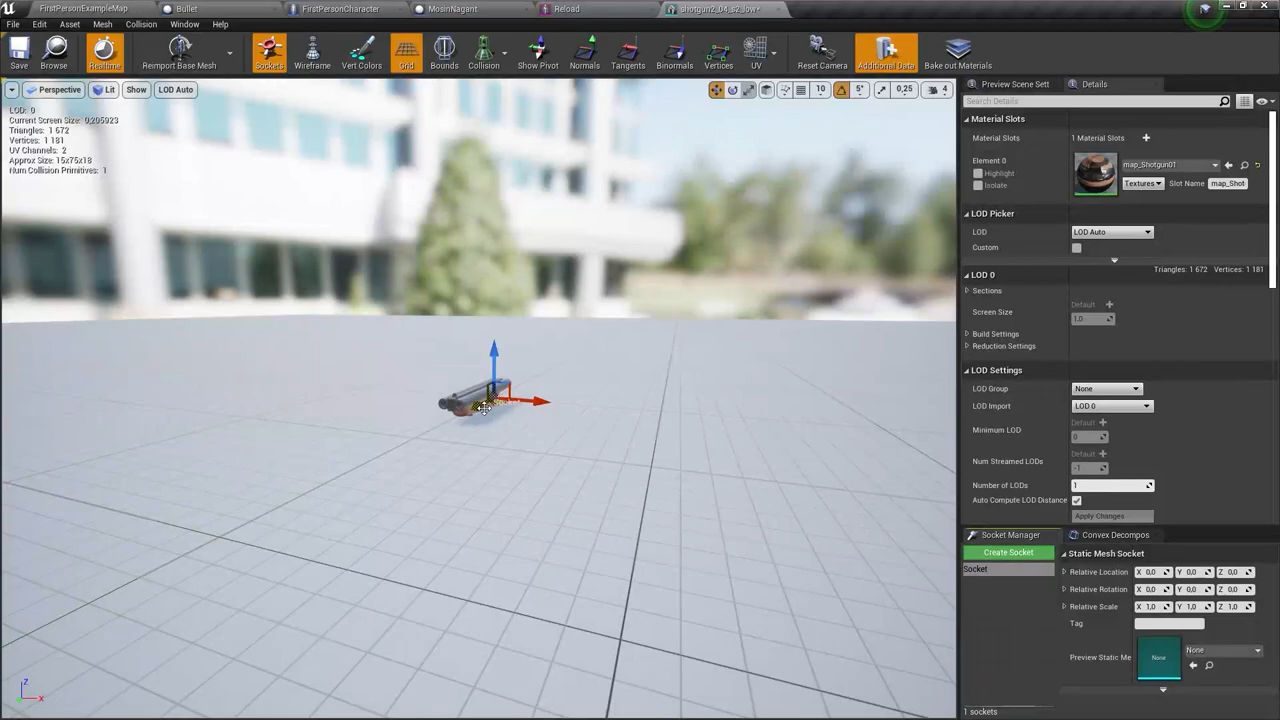 FirstPersonExampleMap
Bullet
FirstPersonCharacter
MosinNagant
Reload
shotgun2_04_s2_low*
File Edit Asset Mesh Collision Window Help
Save Browse Realtime Reimport Base Mesh Sockets Wireframe Vert Colors Grid Bounds Collision Show Pivot Normals Tangents Binormals Vertices UV Reset Camera Additional Data Bake out Materials
Perspective Lit Show LOD Auto
10 5° 0,25 4
LOD: 0
Current Screen Size: 0,205923
Triangles: 1 672
Vertices: 1 181
UV Channels: 2
Approx Size: 15x75x18
Num Collision Primitives: 1
Z
X
Preview Scene Sett Details
Search Details
Material Slots
Material Slots 1 Material Slots
Element 0
Highlight
Isolate
map_Shotgun01
Textures Slot Name map_Shot
LOD Picker
LOD LOD Auto
Custom
Triangles: 1 672 Vertices: 1 181
LOD 0
Sections
Default
Screen Size 1.0
Build Settings
Reduction Settings
LOD Settings
LOD Group None
LOD Import LOD 0
Default
Minimum LOD 0
Default
Num Streamed LODs -1
Number of LODs 1
Auto Compute LOD Distance
Apply Changes
Socket Manager Convex Decompos
Create Socket
Socket
Static Mesh Socket
Relative Location X 0,0 Y 0,0 Z 0,0
Relative Rotation X 0,0 Y 0,0 Z 0,0
Relative Scale X 1,0 Y 1,0 Z 1,0
Tag
Preview Static Me None None
1 sockets